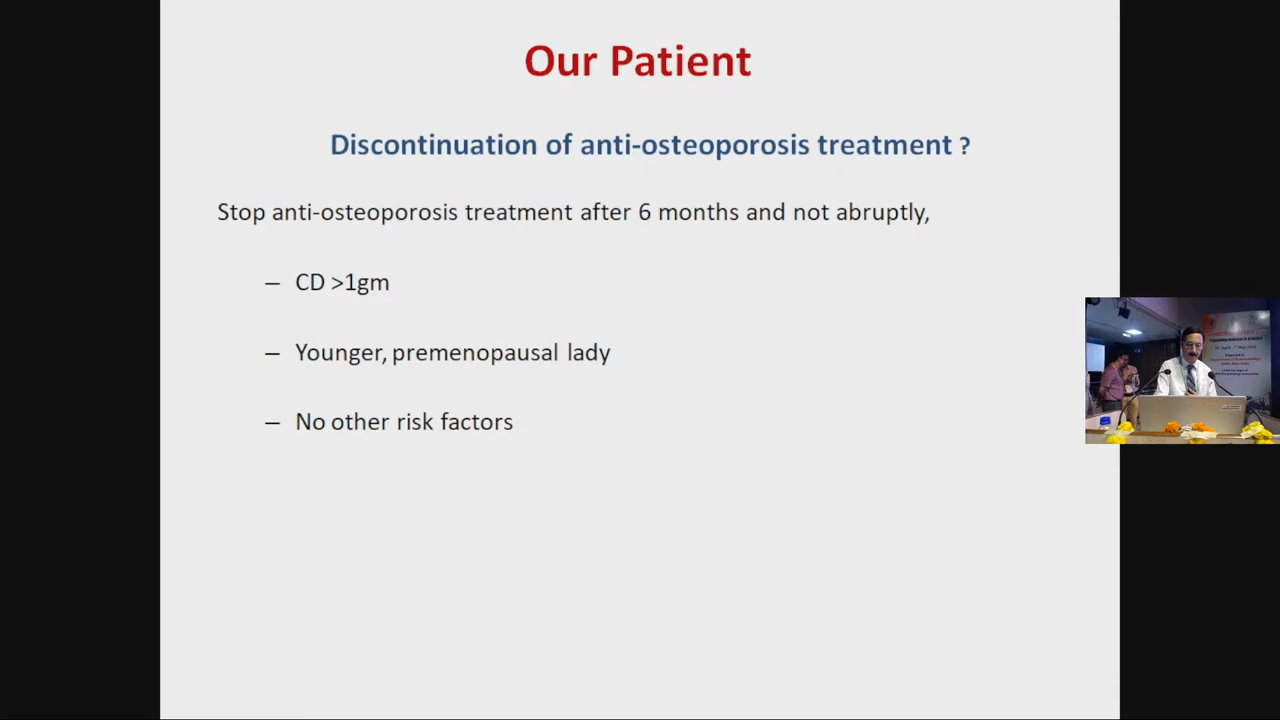 Our Patient
Discontinuation of anti-osteoporosis treatment ?
Stop anti-osteoporosis treatment after 6 months and not abruptly,
– CD >1gm
– Younger, premenopausal lady
– No other risk factors